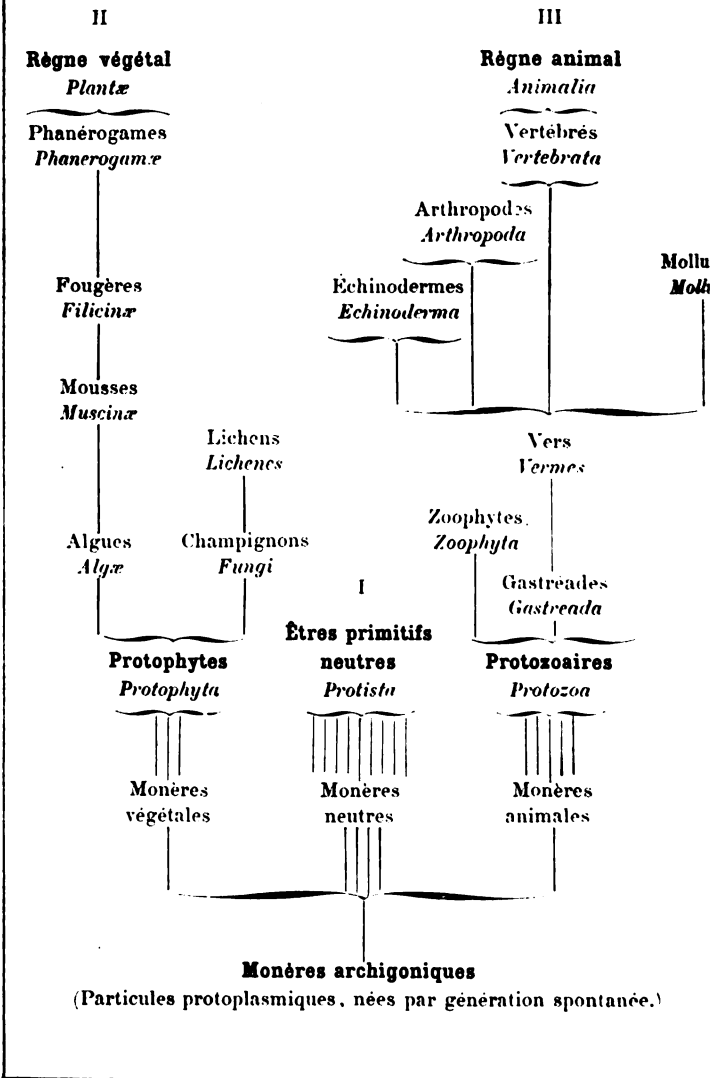 II
Règne végétal
Plantæ
Phanérogames
Phanerogamæ
Fougères
Filicinæ
Mousses
Muscinæ
Lichens
Lichenes
Algues
Algæ
Champignons
Fungi
Protophytes
Protophyta
Monères
végétales
I
Êtres primitifs
neutres
Protista
Monères
neutres
III
Règne animal
Animalia
Vertébrés
Vertebrata
Arthropodes
Arthropoda
Échinodermes
Echinoderma
Mollu
Moll
Vers
Vermes
Zoophytes
Zoophyta
Gastréades
Gastreada
Protozoaires
Protozoa
Monères
animales
Monères archigoniques
(Particules protoplasmiques, nées par génération spontanée.)